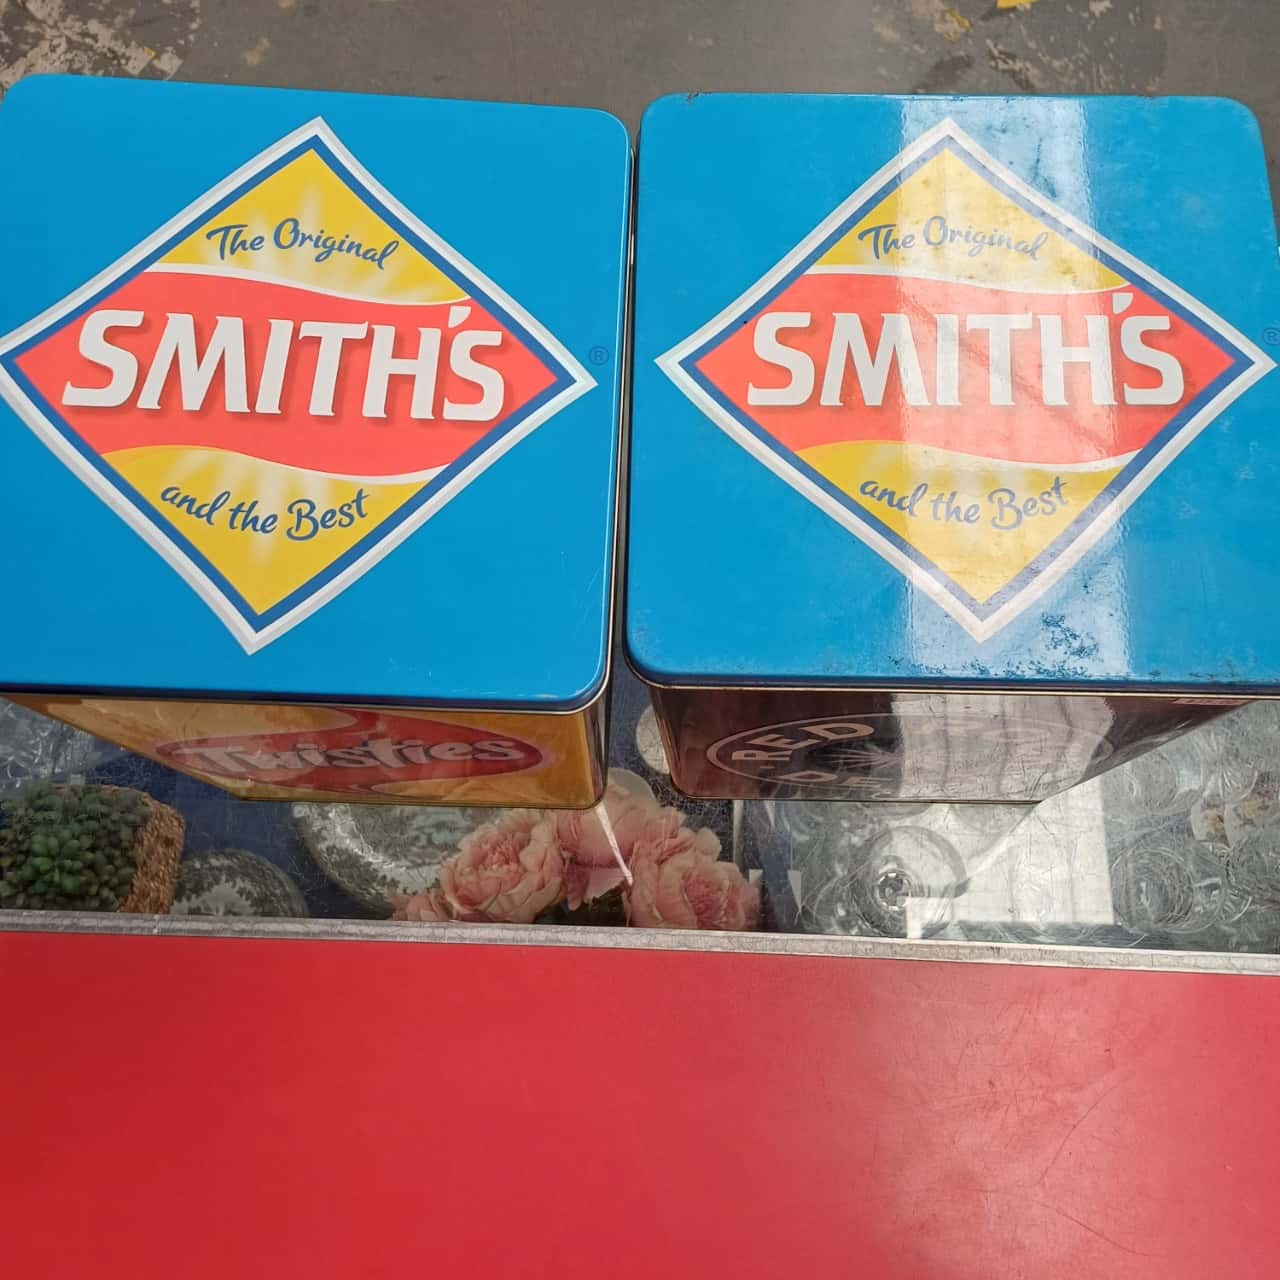 The Original
SMITH'S
and the Best
®
The Original
SMITH'S
and the Best
®
Twisties
RED